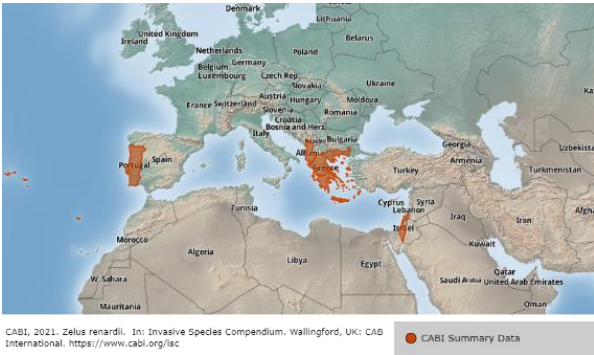 Denmark
Lithuania
United Kingdom
Ireland
Belarus
Netherlands
Poland
Germany
Belgium
Luxembourg
Czech Rep.
Ukraine
Slovakia
Austria
Hungary
Moldova
France
Switzerland
Slovenia
Romania
Croatia
Bosnia and Herz.
Italy
Bulgaria
Georgia
Uzbekista
Portugal
Spain
Greece
Turkey
Armenia
Turkmenistan
Tunisia
Cyprus
Syria
Lebanon
Iraq
Iran
Afgha
Israel
Morocco
Kuwait
Algeria
Libya
Egypt
W. Sahara
Saudi Arabia
Qatar
United Arab Emirates
Mauritania
Oman
CABI, 2021. Zelus renardii. In: Invasive Species Compendium. Wallingford, UK: CAB
International. https://www.cabi.org/isc
CABI Summary Data